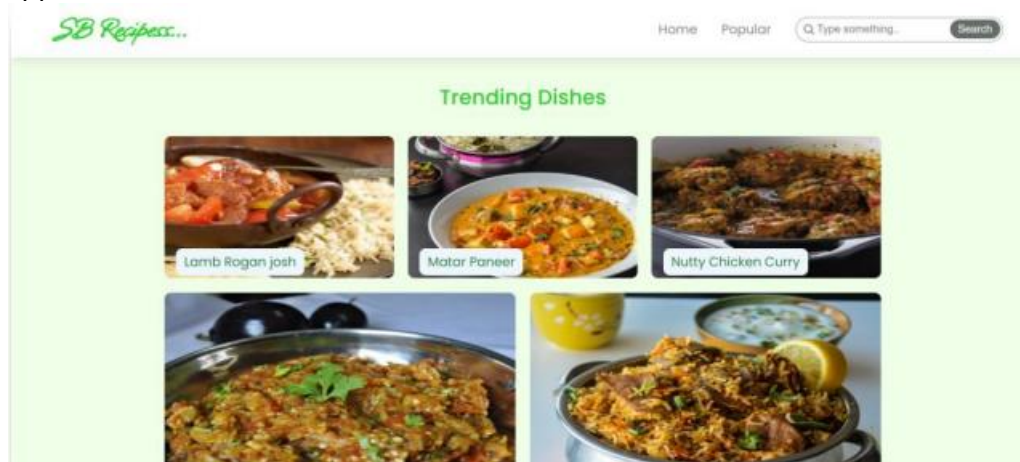 SB Recipess...
Home Popular Type something.. Search
Trending Dishes
Lamb Rogan josh Matar Paneer Nutty Chicken Curry